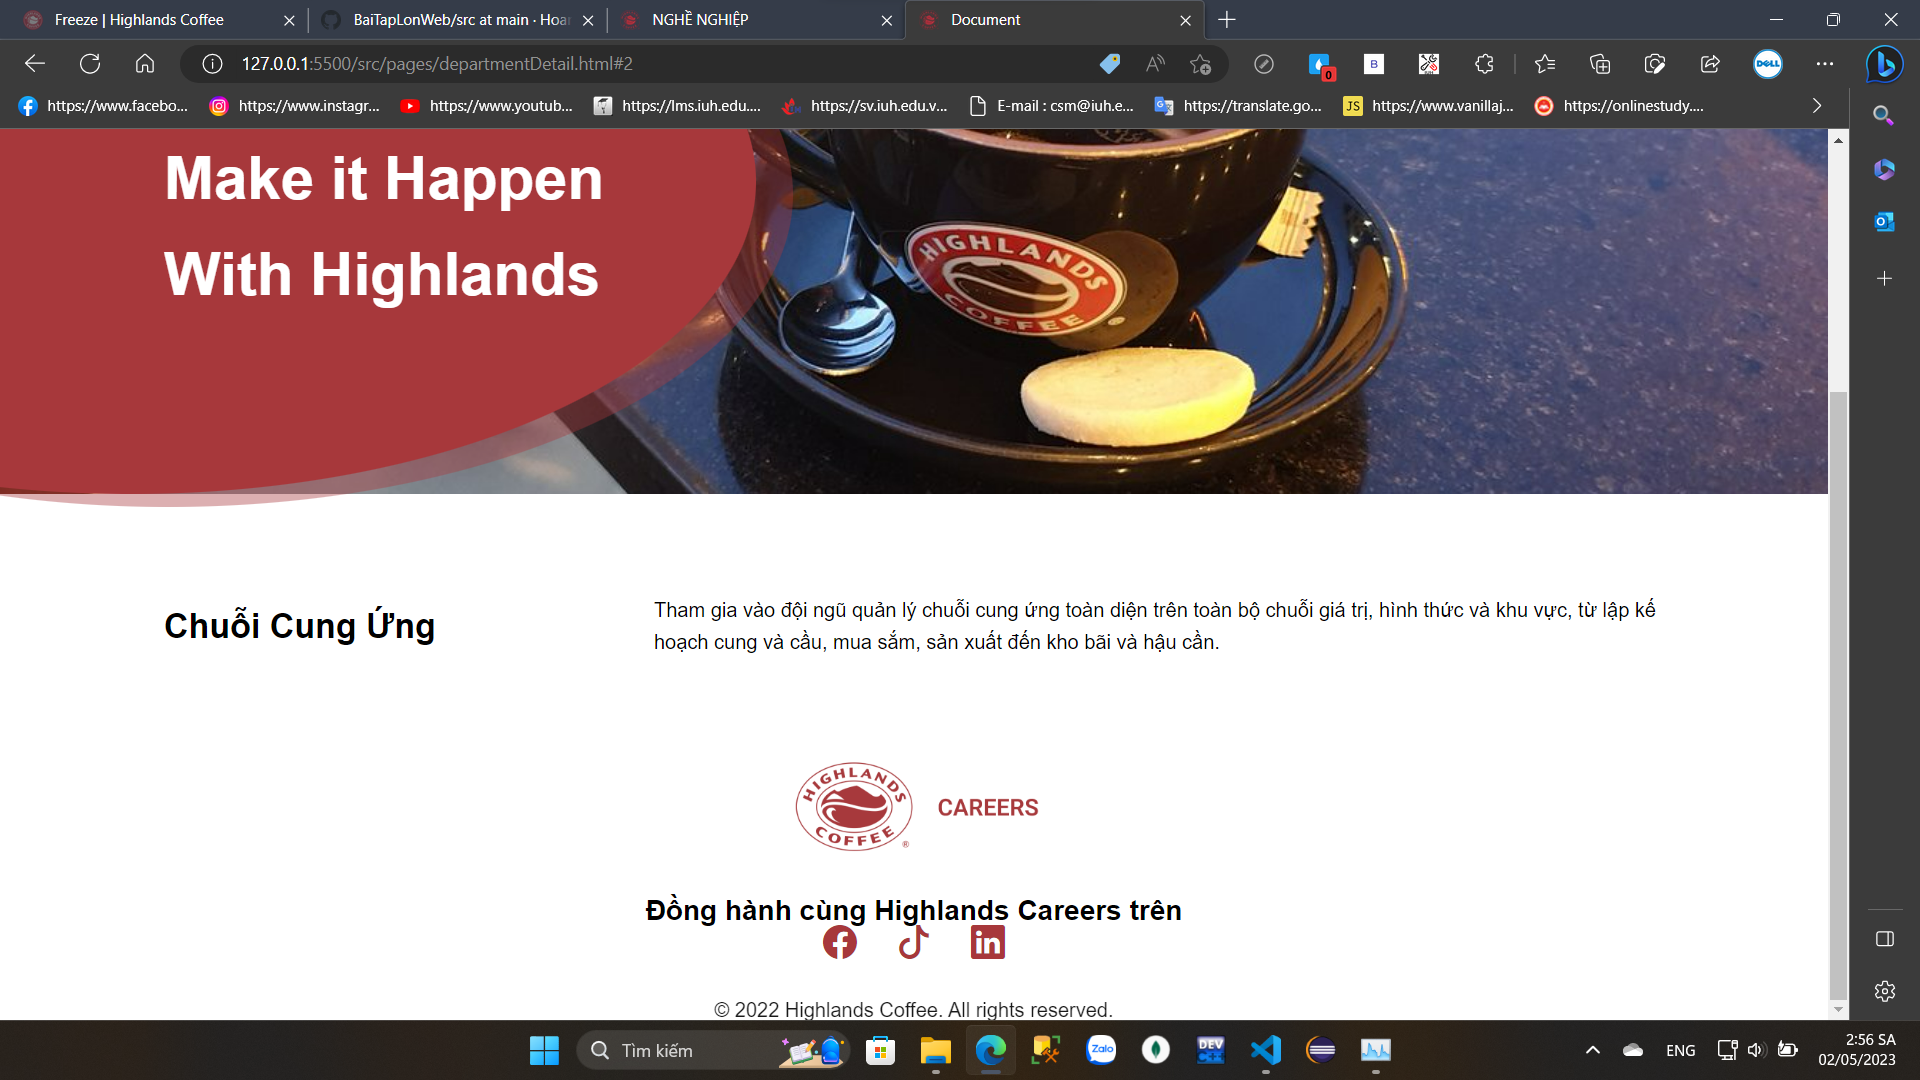 Freeze | Highlands Coffee
BaiTapLonWeb/src at main · Hoar
NGHỀ NGHIỆP
Document
127.0.0.1:5500/src/pages/departmentDetail.html#2
0
B
DELL
https://www.facebo...
https://www.instagr...
https://www.youtub...
https://lms.iuh.edu....
https://sv.iuh.edu.v...
E-mail : csm@iuh.e...
https://translate.go...
JS
https://www.vanillaj...
https://onlinestudy....
Make it Happen
With Highlands
HIGHLANDS
COFFEE
Chuỗi Cung Ứng
Tham gia vào đội ngũ quản lý chuỗi cung ứng toàn diện trên toàn bộ chuỗi giá trị, hình thức và khu vực, từ lập kế
hoạch cung và cầu, mua sắm, sản xuất đến kho bãi và hậu cần.
HIGHLANDS
COFFEE
®
CAREERS
Đồng hành cùng Highlands Careers trên
© 2022 Highlands Coffee. All rights reserved.
Tìm kiếm
Zalo
DEV
ENG
2:56 SA
02/05/2023